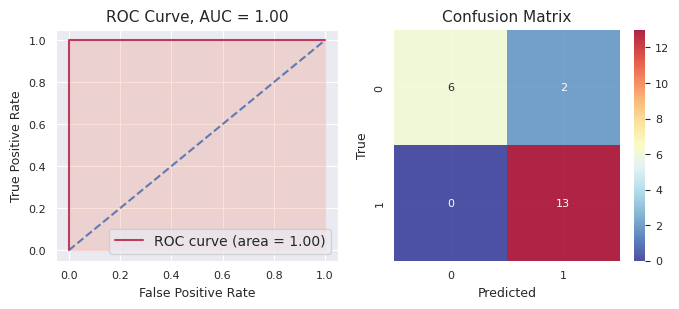 ROC Curve, AUC = 1.00
True Positive Rate
1.0
0.8
0.6
0.4
0.2
0.0
0.0 0.2 0.4 0.6 0.8 1.0
False Positive Rate
ROC curve (area = 1.00)
Confusion Matrix
True
0
1
6 2
0 13
0 1
Predicted
12
10
8
6
4
2
0